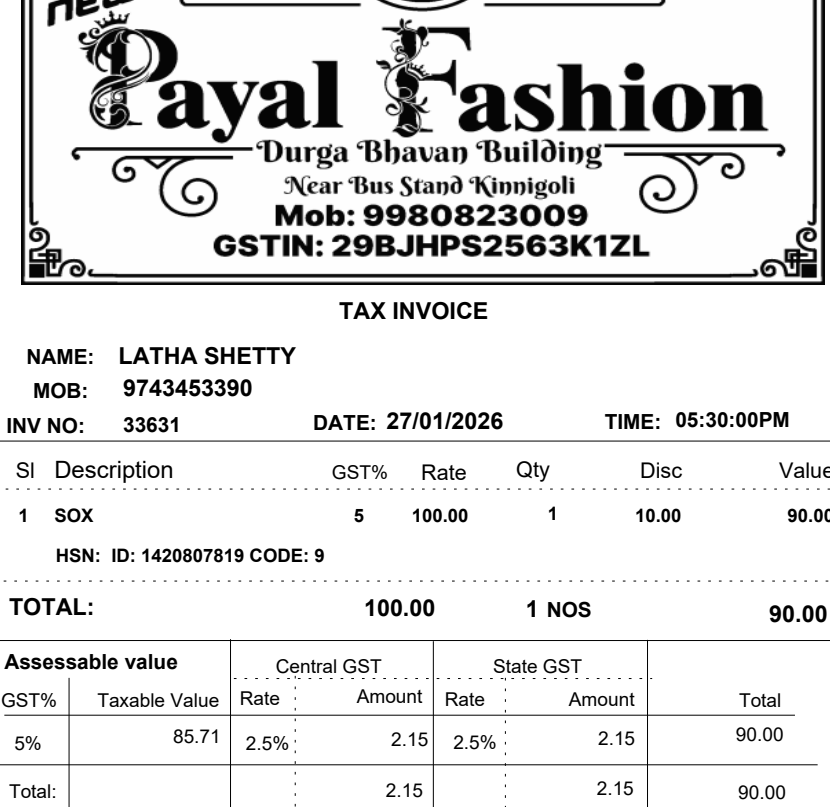 new
Payal Fashion
Durga Bhavan Building
Near Bus Stand Kinnigoli
Mob: 9980823009
GSTIN: 29BJHPS2563K1ZL
TAX INVOICE
NAME: LATHA SHETTY
MOB: 9743453390
INV NO: 33631 DATE: 27/01/2026 TIME: 05:30:00PM
Sl Description GST% Rate Qty Disc Value
1 SOX 5 100.00 1 10.00 90.00
HSN: ID: 1420807819 CODE: 9
TOTAL: 100.00 1 NOS 90.00
Assessable value Central GST State GST
GST% Taxable Value Rate Amount Rate Amount Total
5% 85.71 2.5% 2.15 2.5% 2.15 90.00
Total: 2.15 2.15 90.00